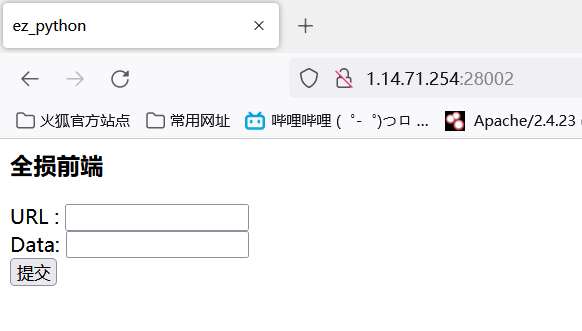 ez_python
1.14.71.254:28002
火狐官方站点 常用网址 哔哩哔哩 ( ゜- ゜)つロ ... Apache/2.4.23 (
全损前端
URL :
Data:
提交